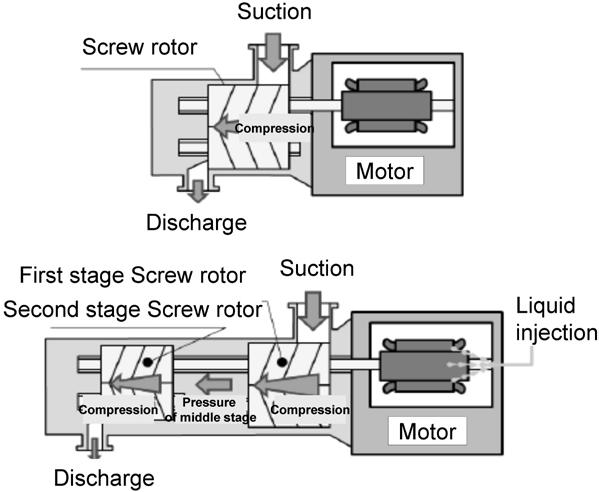 Suction
Screw rotor
Compression
Motor
Discharge
Suction
First stage Screw rotor
Second stage Screw rotor
Liquid
injection
Compression
Pressure
of middle stage
Compression
Motor
Discharge